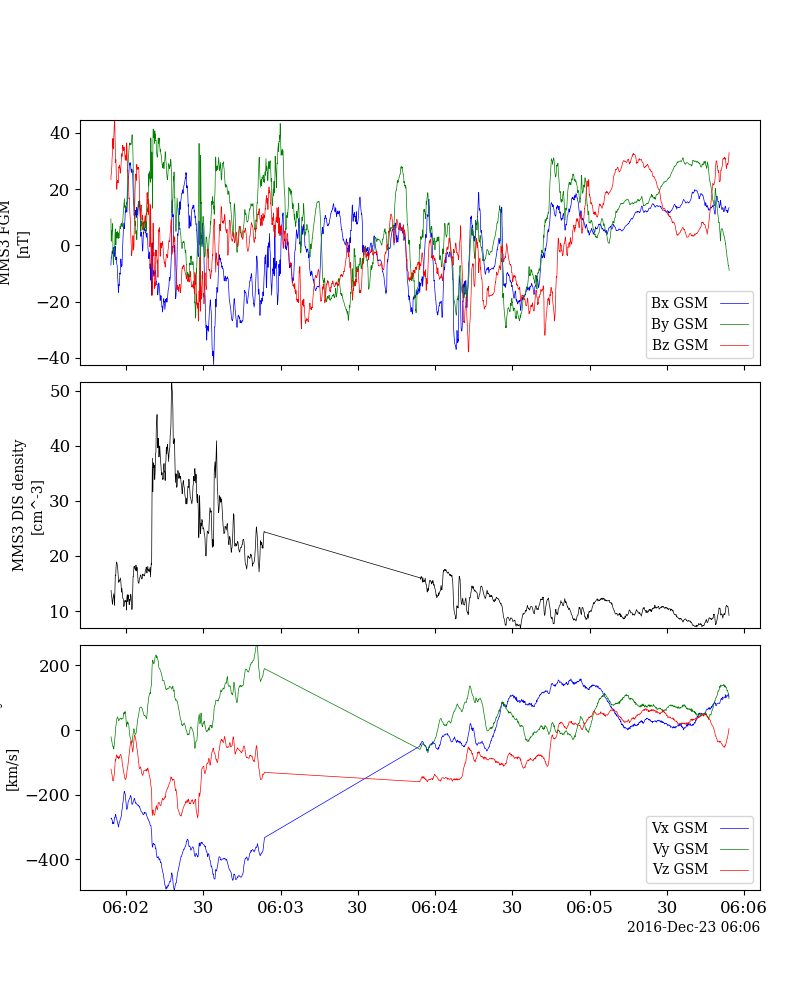 40
20
0
−20
−40
MMS3 FGM
[nT]
Bx GSM
By GSM
Bz GSM
50
40
30
20
10
MMS3 DIS density
[cm^-3]
200
0
−200
−400
[km/s]
Vx GSM
Vy GSM
Vz GSM
06:02 30 06:03 30 06:04 30 06:05 30 06:06
2016-Dec-23 06:06